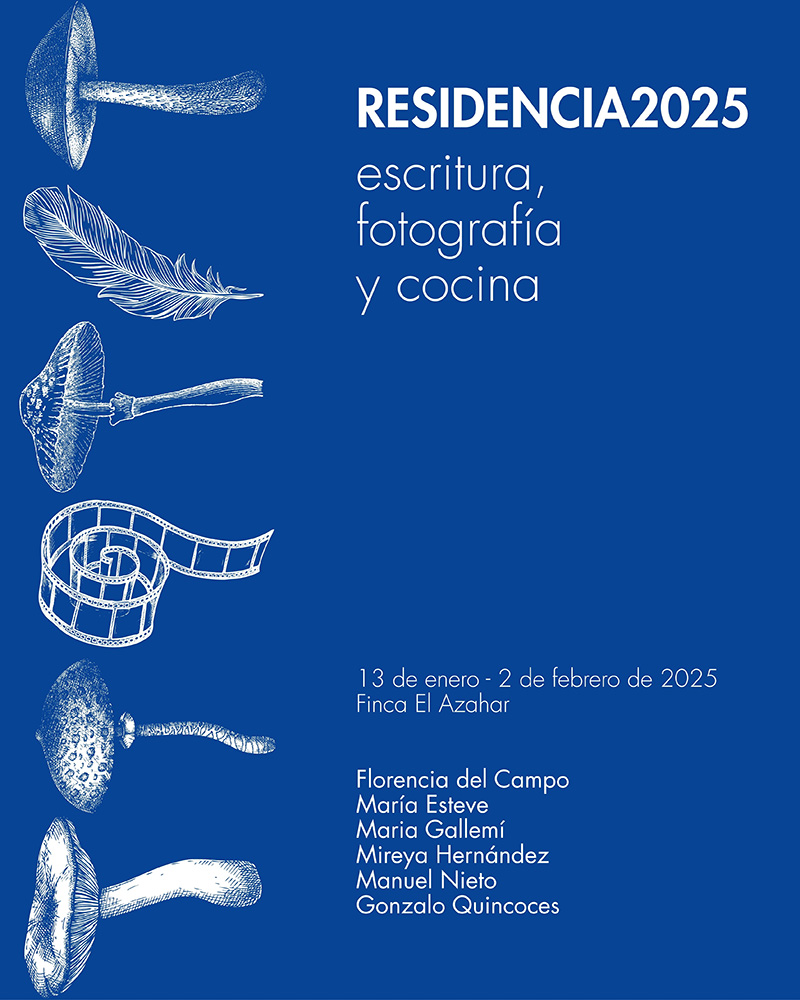 RESIDENCIA2025
escritura,
fotografía
y cocina
13 de enero - 2 de febrero de 2025
Finca El Azahar
Florencia del Campo
María Esteve
Maria Gallemí
Mireya Hernández
Manuel Nieto
Gonzalo Quincoces